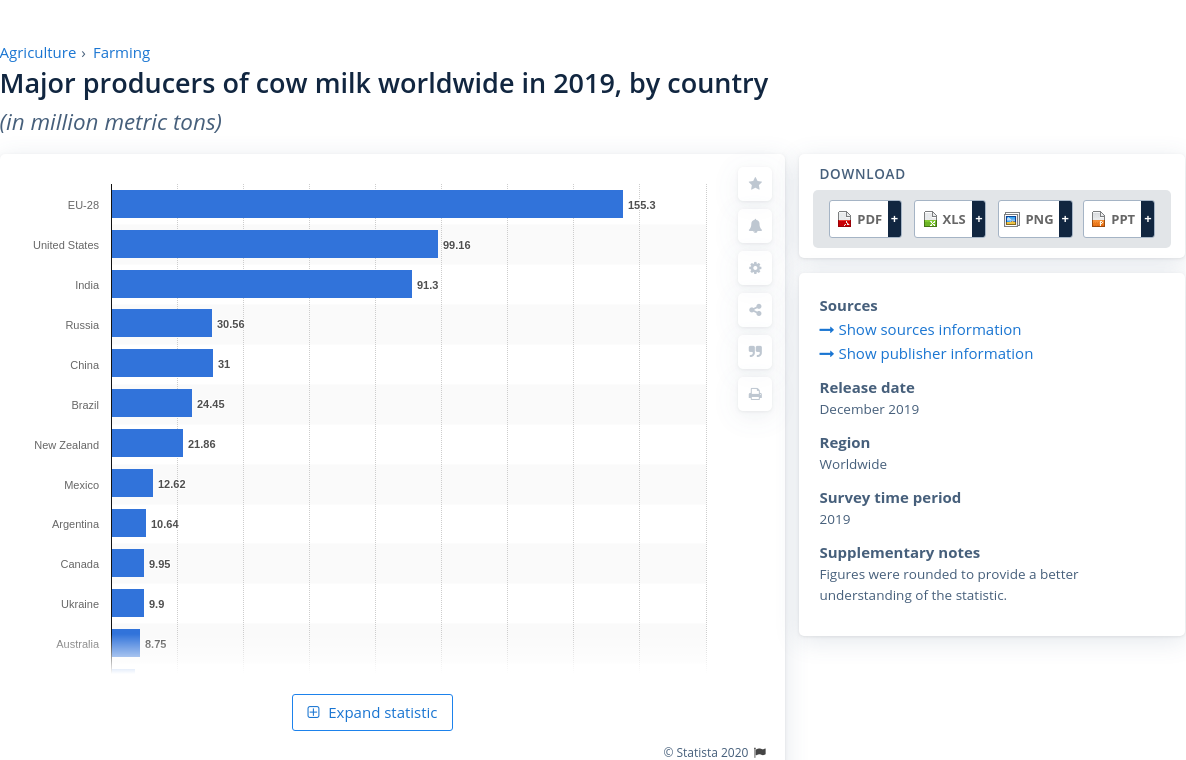 Agriculture › Farming
Major producers of cow milk worldwide in 2019, by country
(in million metric tons)
EU-28 155.3
United States 99.16
India 91.3
Russia 30.56
China 31
Brazil 24.45
New Zealand 21.86
Mexico 12.62
Argentina 10.64
Canada 9.95
Ukraine 9.9
Australia 8.75
Expand statistic
© Statista 2020
DOWNLOAD
PDF + XLS + PNG + PPT +
Sources
Show sources information
Show publisher information
Release date
December 2019
Region
Worldwide
Survey time period
2019
Supplementary notes
Figures were rounded to provide a better
understanding of the statistic.